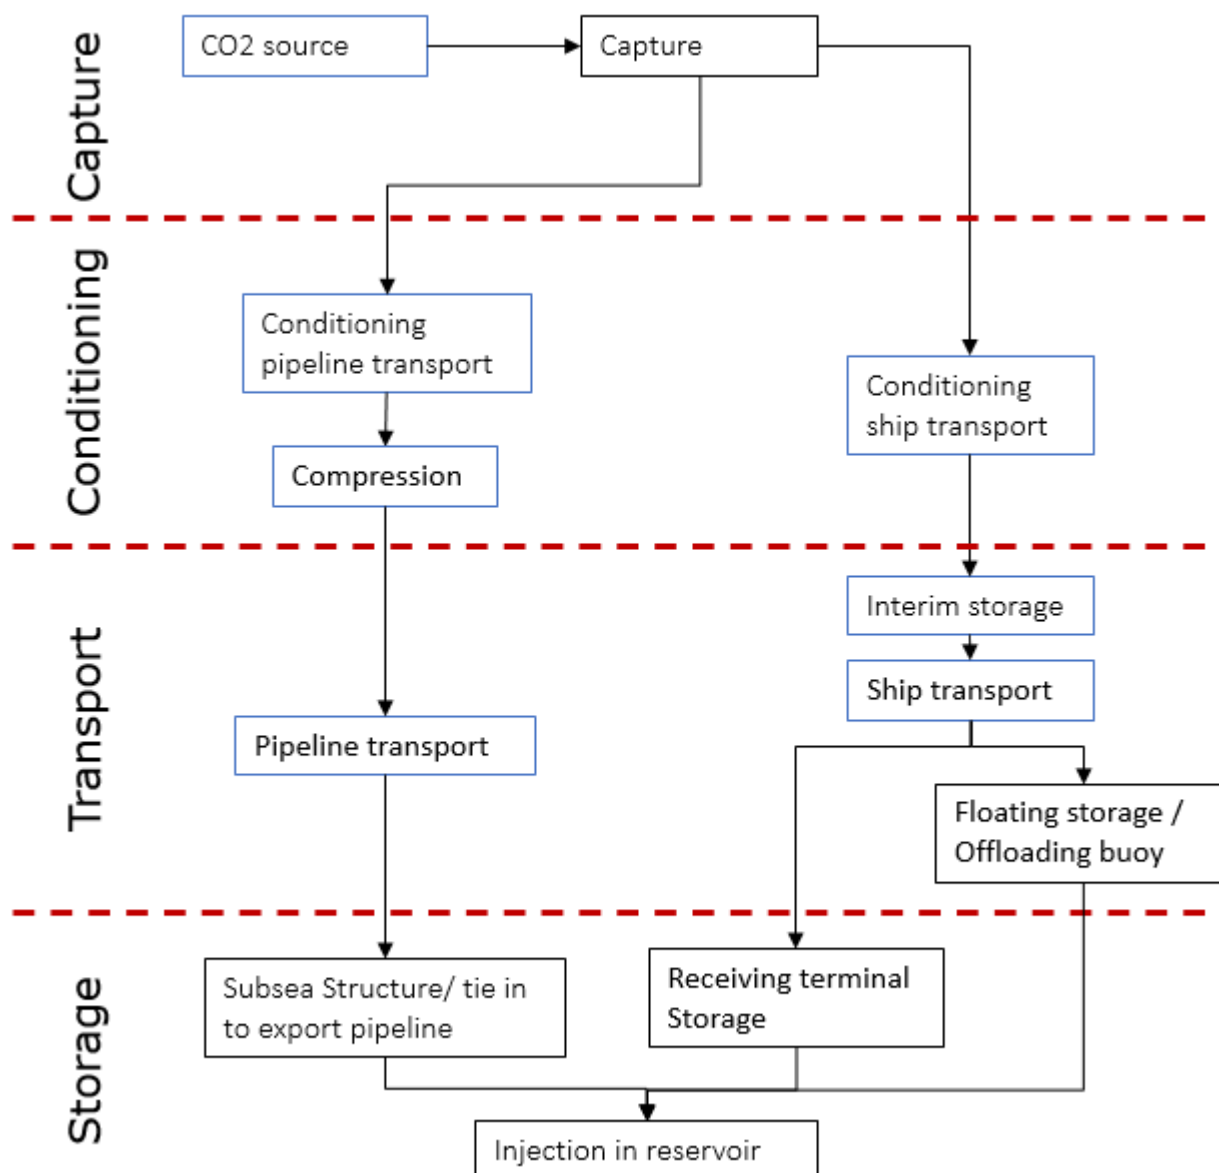 Capture
CO2 source
Capture
Conditioning
Conditioning
pipeline transport
Conditioning
ship transport
Compression
Transport
Interim storage
Ship transport
Pipeline transport
Floating storage /
Offloading buoy
Storage
Subsea Structure/ tie in
to export pipeline
Receiving terminal
Storage
Injection in reservoir